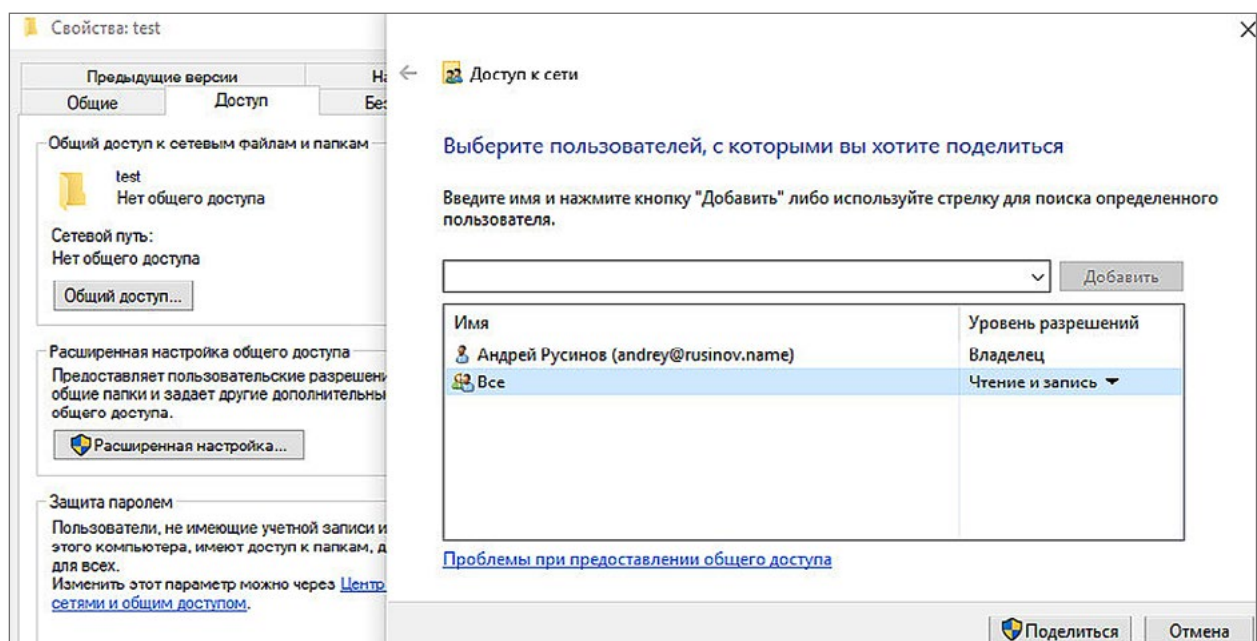 Свойства: test
Предыдущие версии
Общие
Доступ
Общий доступ к сетевым файлам и папкам
test
Нет общего доступа
Сетевой путь:
Нет общего доступа
Общий доступ...
Расширенная настройка общего доступа
Предоставляет пользовательские
общие папки и задает другие
общего доступа.
Расширенная настройка...
Защита паролем
Пользователи, не имеющие учетной записи
этого компьютера, имеют доступ к папкам,
для всех.
Изменить этот параметр можно через Центр
сетями и общим доступом.
Доступ к сети
Выберите пользователей, с которыми вы хотите поделиться
Введите имя и нажмите кнопку "Добавить" либо используйте стрелку для поиска определенного
пользователя.
Добавить
Имя Уровень разрешений
Андрей Русинов (andrey@rusinov.name) Владелец
Все Чтение и запись
Проблемы при предоставлении общего доступа
Поделиться Отмена